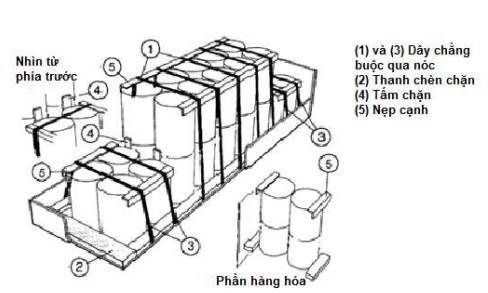 Nhìn từ
phía trước
(1) và (3) Dây chằng
buộc qua nóc
(2) Thanh chèn chặn
(4) Tấm chặn
(5) Nẹp cạnh
1
5
4
4
5
3
3
2
5
Phần hàng hóa